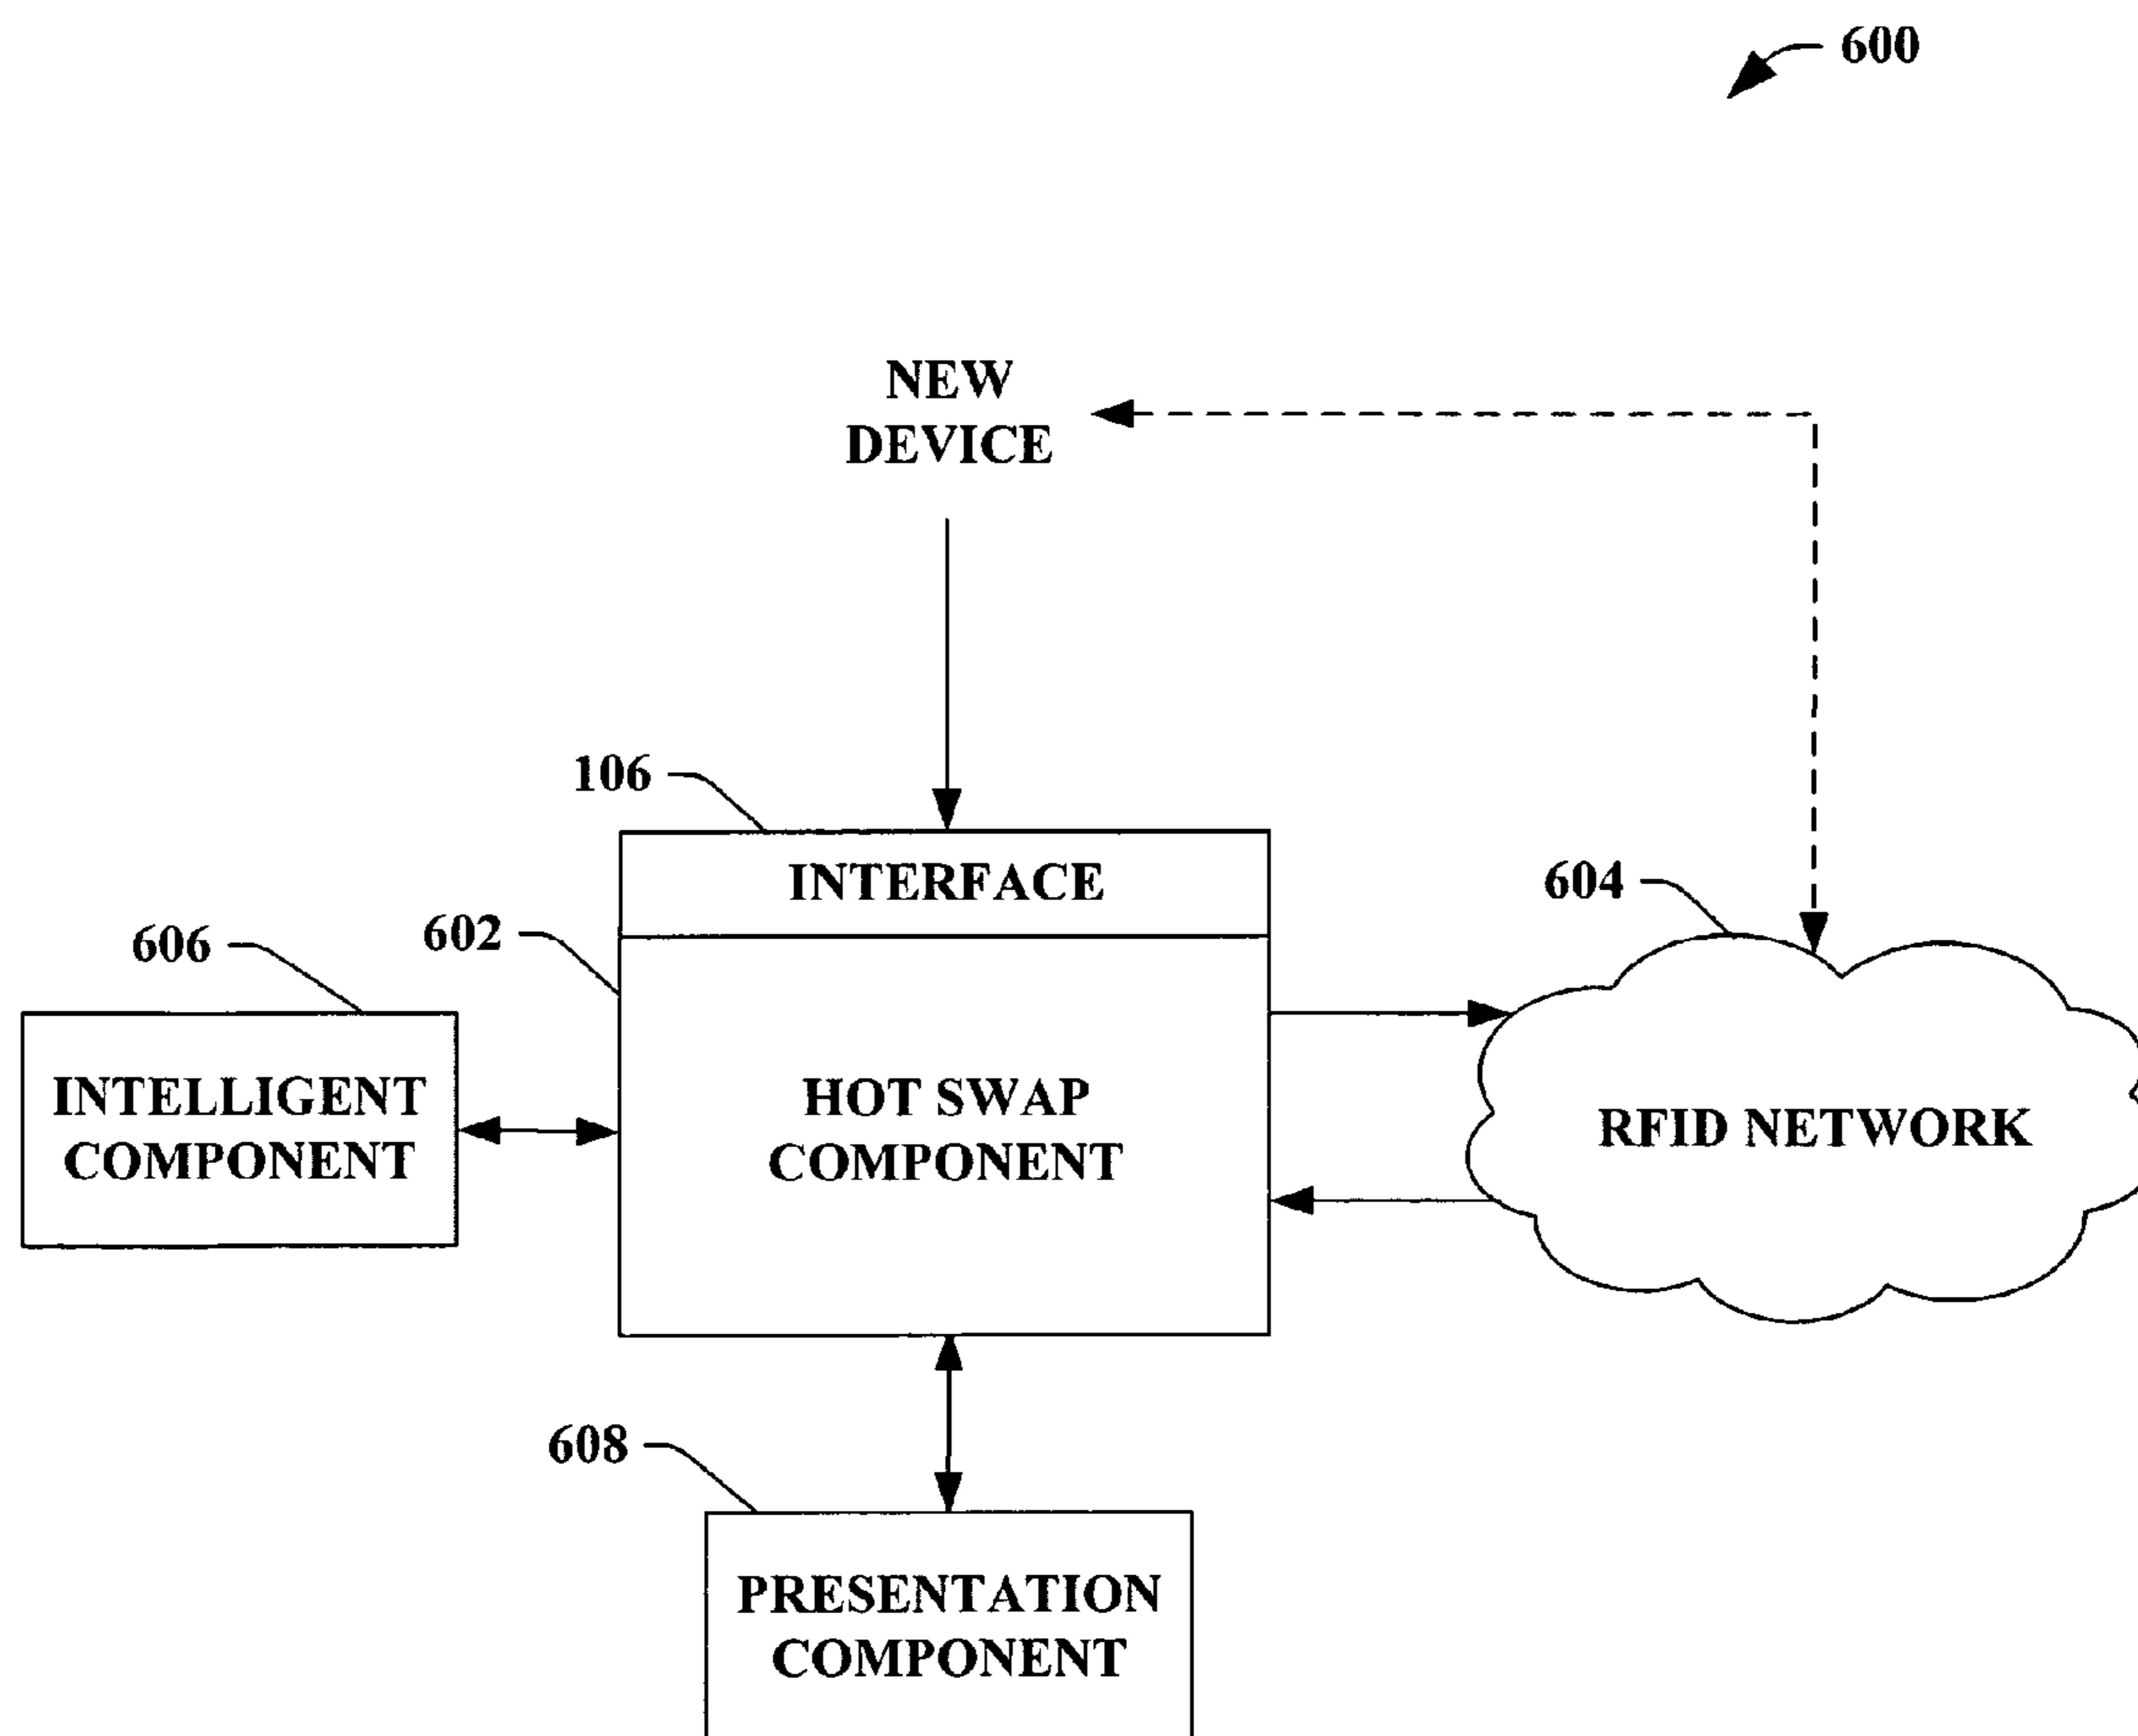 600
NEW
DEVICE
106
INTERFACE
602
604
606
HOT SWAP
COMPONENT
INTELLIGENT
COMPONENT
RFID NETWORK
608
PRESENTATION
COMPONENT